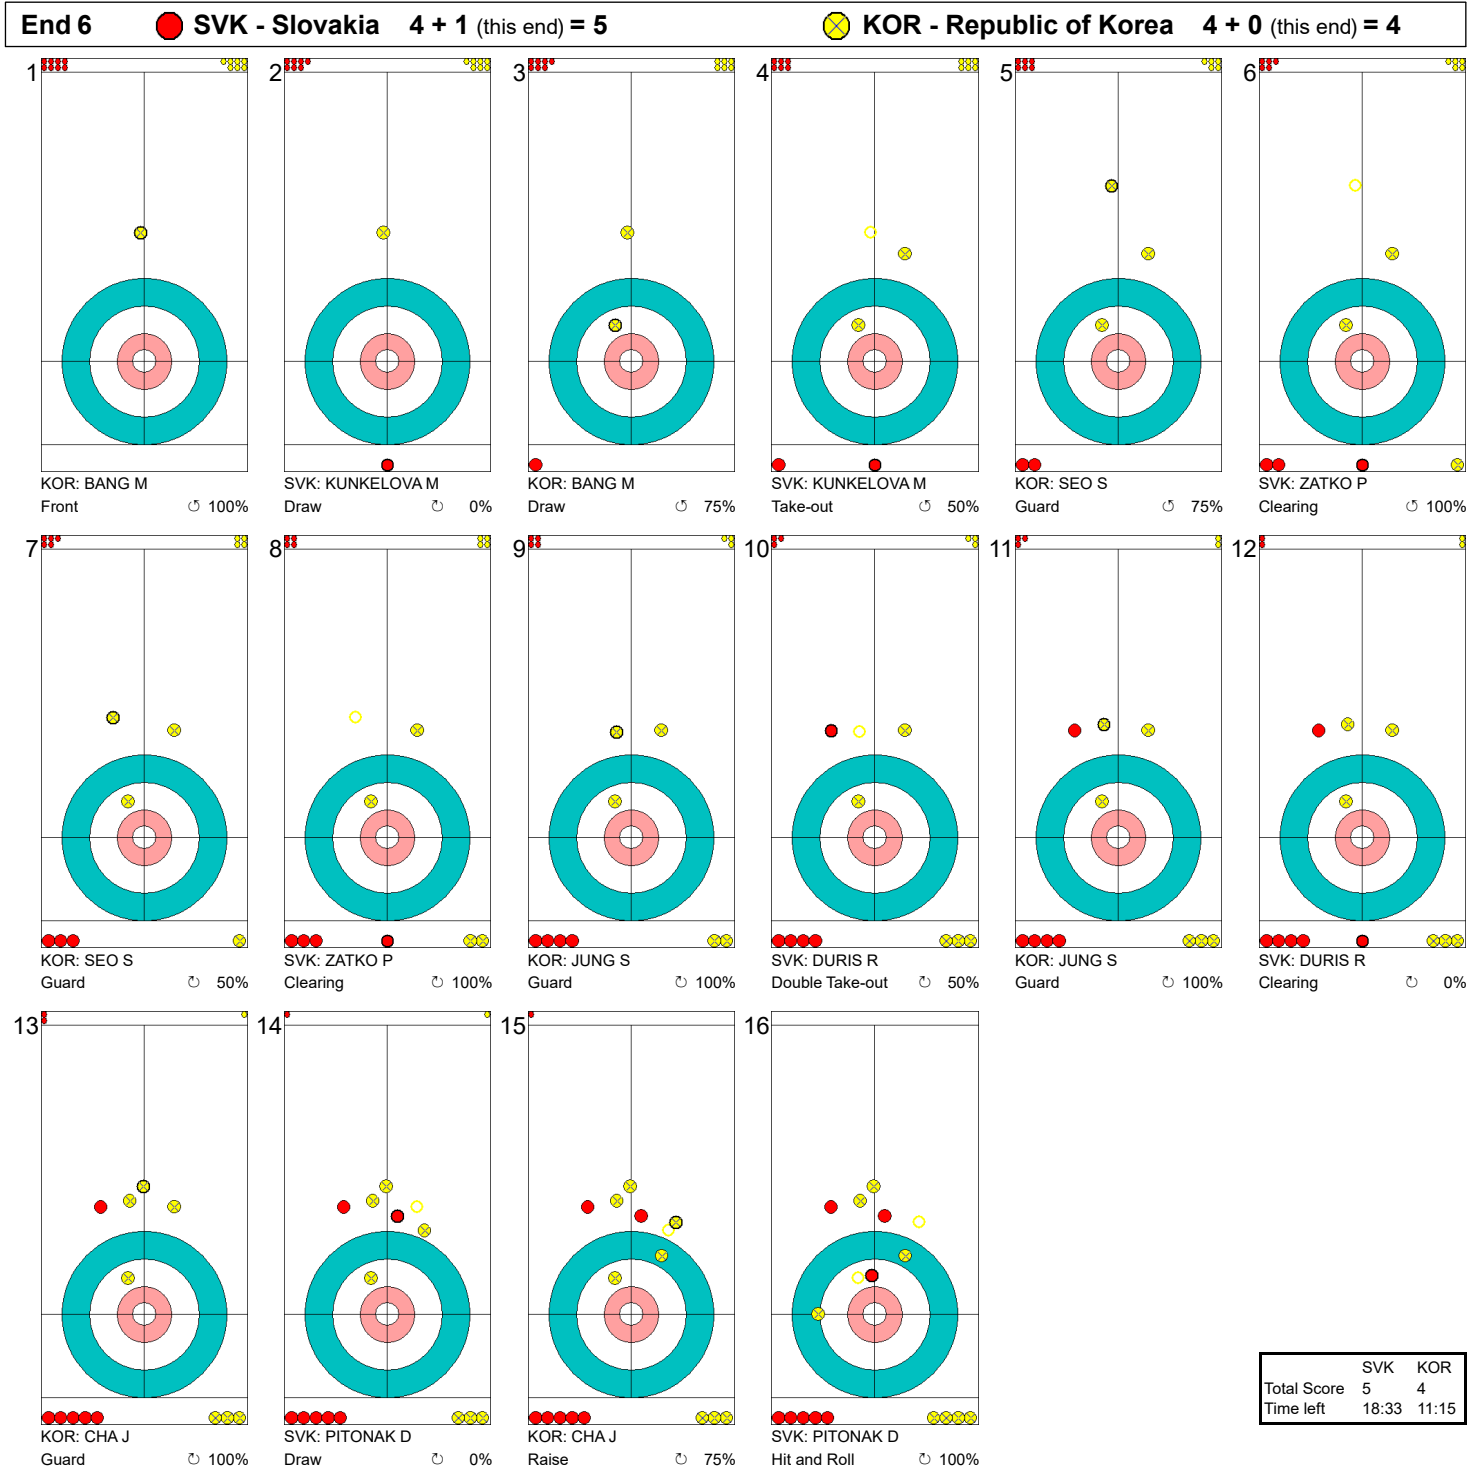 End 6 SVK - Slovakia 4 + 1 (this end) = 5 KOR - Republic of Korea 4 + 0 (this end) = 4
1 2 3 4 5 6
KOR: BANG M SVK: KUNKELOVA M KOR: BANG M SVK: KUNKELOVA M KOR: SEO S SVK: ZATKO P
Front ↺ 100% Draw ↻ 0% Draw ↺ 75% Take-out ↺ 50% Guard ↺ 75% Clearing ↺ 100%
7 8 9 10 11 12
KOR: SEO S SVK: ZATKO P KOR: JUNG S SVK: DURIS R KOR: JUNG S SVK: DURIS R
Guard ↻ 50% Clearing ↻ 100% Guard ↻ 100% Double Take-out ↻ 50% Guard ↻ 100% Clearing ↻ 0%
13 14 15 16
SVK KOR
Total Score 5 4
Time left 18:33 11:15
KOR: CHA J SVK: PITONAK D KOR: CHA J SVK: PITONAK D
Guard ↻ 100% Draw ↻ 0% Raise ↻ 75% Hit and Roll ↻ 100%